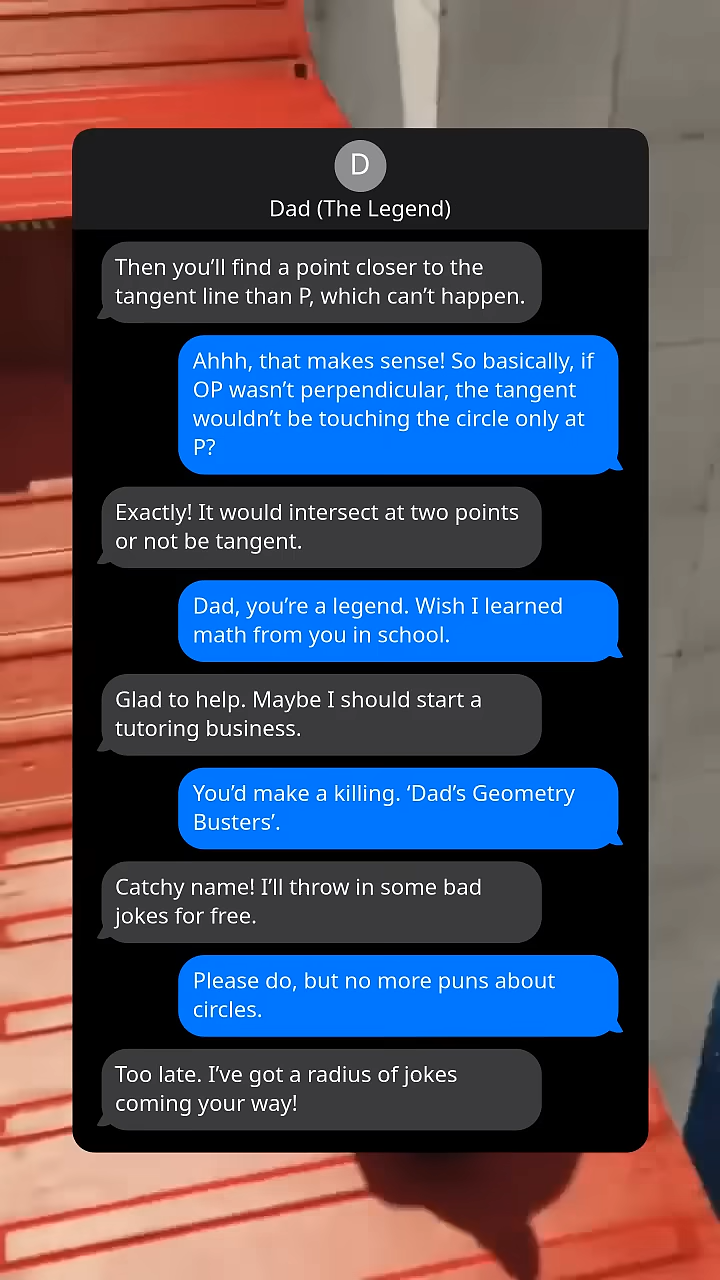 D
Dad (The Legend)
Then you’ll find a point closer to the
tangent line than P, which can’t happen.
Ahhh, that makes sense! So basically, if
OP wasn’t perpendicular, the tangent
wouldn’t be touching the circle only at
P?
Exactly! It would intersect at two points
or not be tangent.
Dad, you’re a legend. Wish I learned
math from you in school.
Glad to help. Maybe I should start a
tutoring business.
You’d make a killing. ‘Dad’s Geometry
Busters’.
Catchy name! I’ll throw in some bad
jokes for free.
Please do, but no more puns about
circles.
Too late. I’ve got a radius of jokes
coming your way!